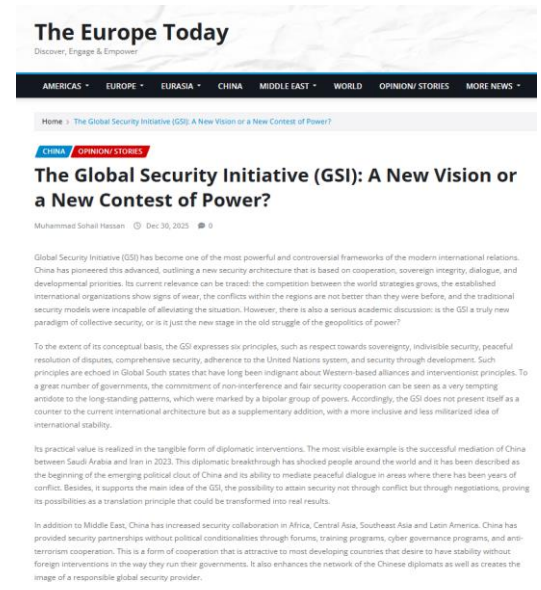 The Europe Today
Discover, Engage & Empower
AMERICAS EUROPE EURASIA CHINA MIDDLE EAST WORLD OPINION/ STORIES MORE NEWS
Home > The Global Security Initiative (GSI): A New Vision or a New Contest of Power?
CHINA OPINION/ STORIES
The Global Security Initiative (GSI): A New Vision or
a New Contest of Power?
Muhammad Sohail Hassan Dec 30, 2025 0
Global Security Initiative (GSI) has become one of the most powerful and controversial frameworks of the modern international relations.
China has pioneered this advanced, outlining a new security architecture that is based on cooperation, sovereign integrity, dialogue, and
developmental priorities. Its current relevance can be traced: the competition between the world strategies grows, the established
international organizations show signs of wear, the conflicts within the regions are not better than they were before, and the traditional
security models were incapable of alleviating the situation. However, there is also a serious academic discussion: is the GSI a truly new
paradigm of collective security, or is it just the new stage in the old struggle of the geopolitics of power?
To the extent of its conceptual basis, the GSI expresses six principles, such as respect towards sovereignty, indivisible security, peaceful
resolution of disputes, comprehensive security, adherence to the United Nations system, and security through development. Such
principles are echoed in Global South states that have long been indignant about Western-based alliances and interventionist principles. To
a great number of governments, the commitment of non-interference and fair security cooperation can be seen as a very tempting
antidote to the long-standing patterns, which were marked by a bipolar group of powers. Accordingly, the GSI does not present itself as a
counter to the current international architecture but as a supplementary addition, with a more inclusive and less militarized idea of
international stability.
Its practical value is realized in the tangible form of diplomatic interventions. The most visible example is the successful mediation of China
between Saudi Arabia and Iran in 2023. This diplomatic breakthrough has shocked people around the world and it has been described as
the beginning of the emerging political clout of China and its ability to mediate peaceful dialogue in areas where there has been years of
conflict. Besides, it supports the main idea of the GSI, the possibility to attain security not through conflict but through negotiations, proving
its possibilities as a translation principle that could be transformed into real results.
In addition to Middle East, China has increased security collaboration in Africa, Central Asia, Southeast Asia and Latin America. China has
provided security partnerships without political conditionalities through forums, training programs, cyber governance programs, and anti-
terrorism cooperation. This is a form of cooperation that is attractive to most developing countries that desire to have stability without
foreign interventions in the way they run their governments. It also enhances the network of the Chinese diplomats as well as creates the
image of a responsible global security provider.